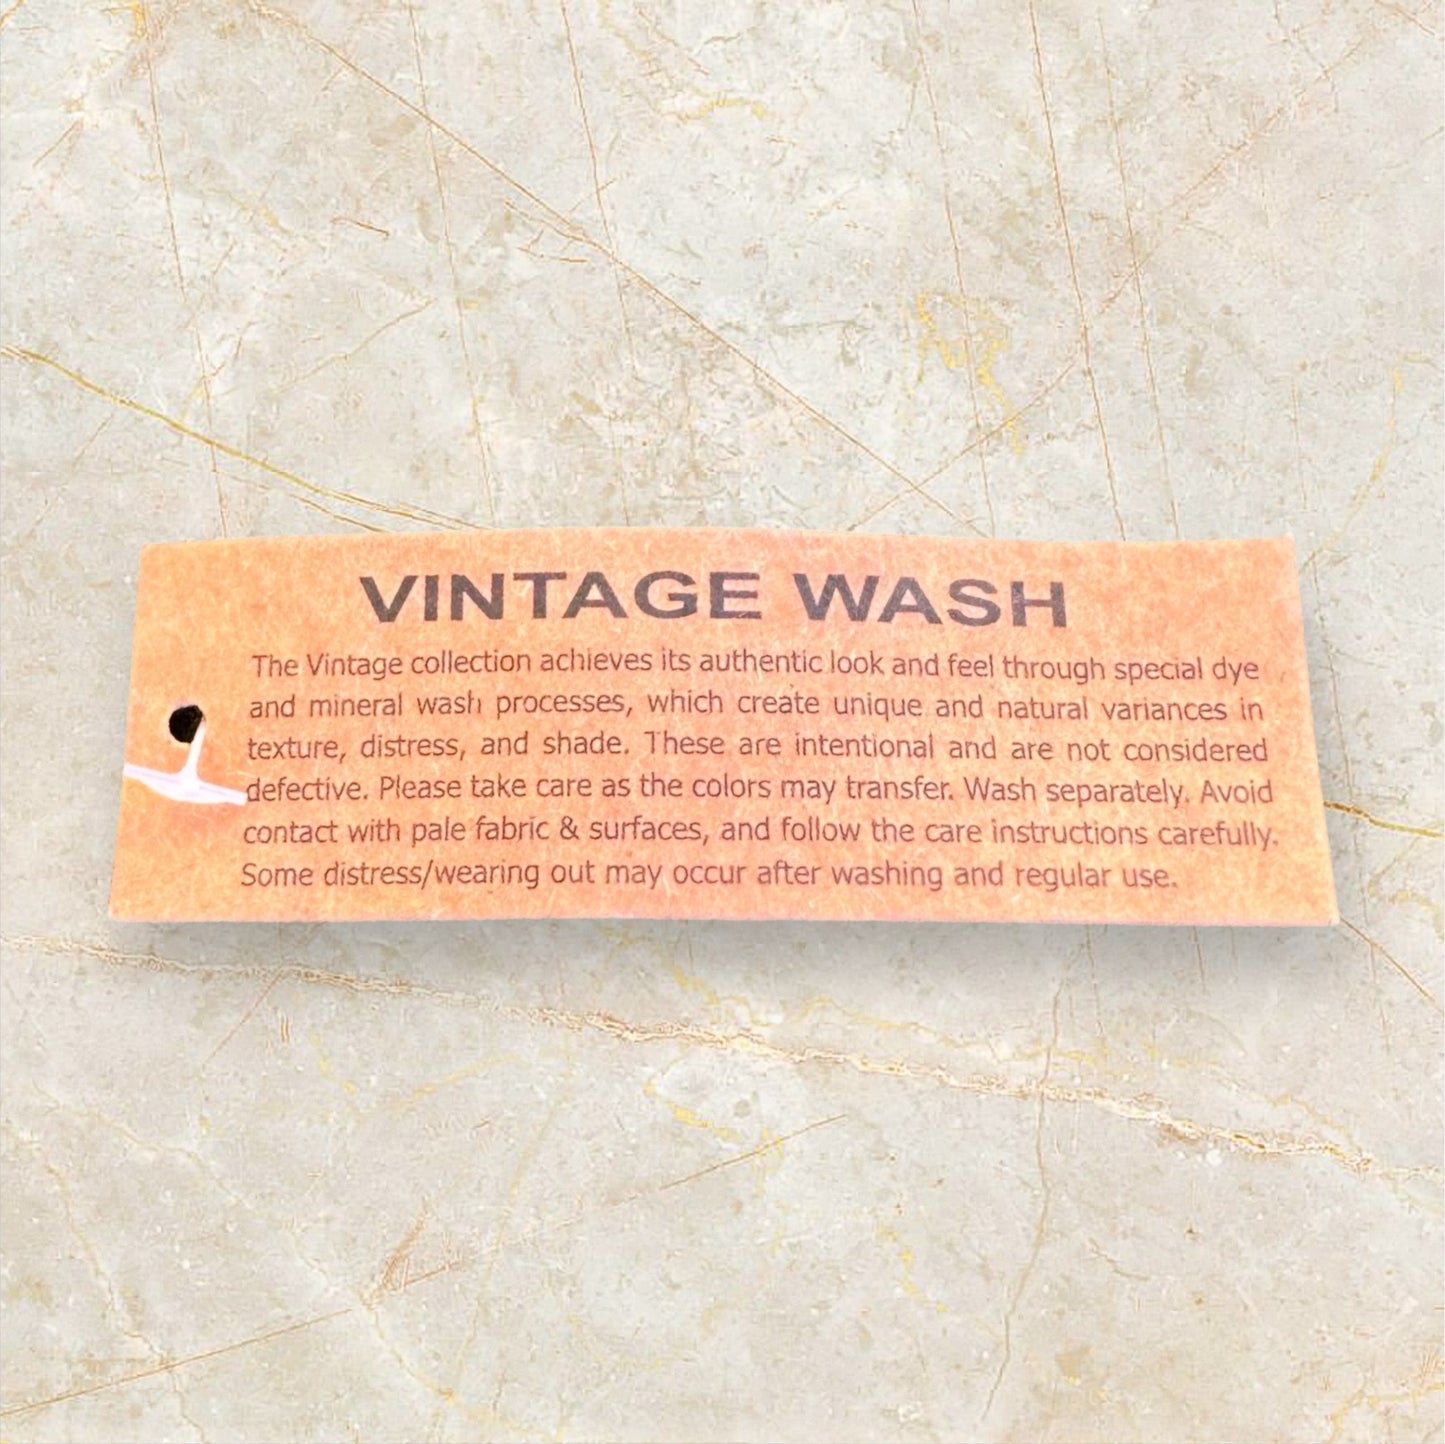 VINTAGE WASH
The Vintage collection achieves its authentic look and feel through special dye
and mineral wash processes, which create unique and natural variances in
texture, distress, and shade. These are intentional and are not considered
defective. Please take care as the colors may transfer. Wash separately. Avoid
contact with pale fabric & surfaces, and follow the care instructions carefully.
Some distress/wearing out may occur after washing and regular use.